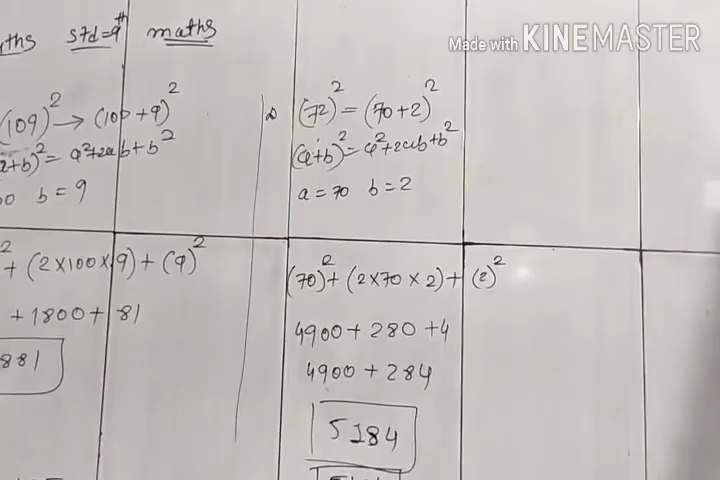 ths std=9th maths
Made with KINEMASTER
(109)² → (100+9)²
a+b)² = a²+2ab+b²
b = 9
² + (2×100×9) + (9)²
+ 1800 + 81
881
(72)² = (70+2)²
(a+b)² = a²+2ab+b²
a = 70 b = 2
(70)² + (2×70×2) + (2)²
4900 + 280 + 4
4900 + 284
5184